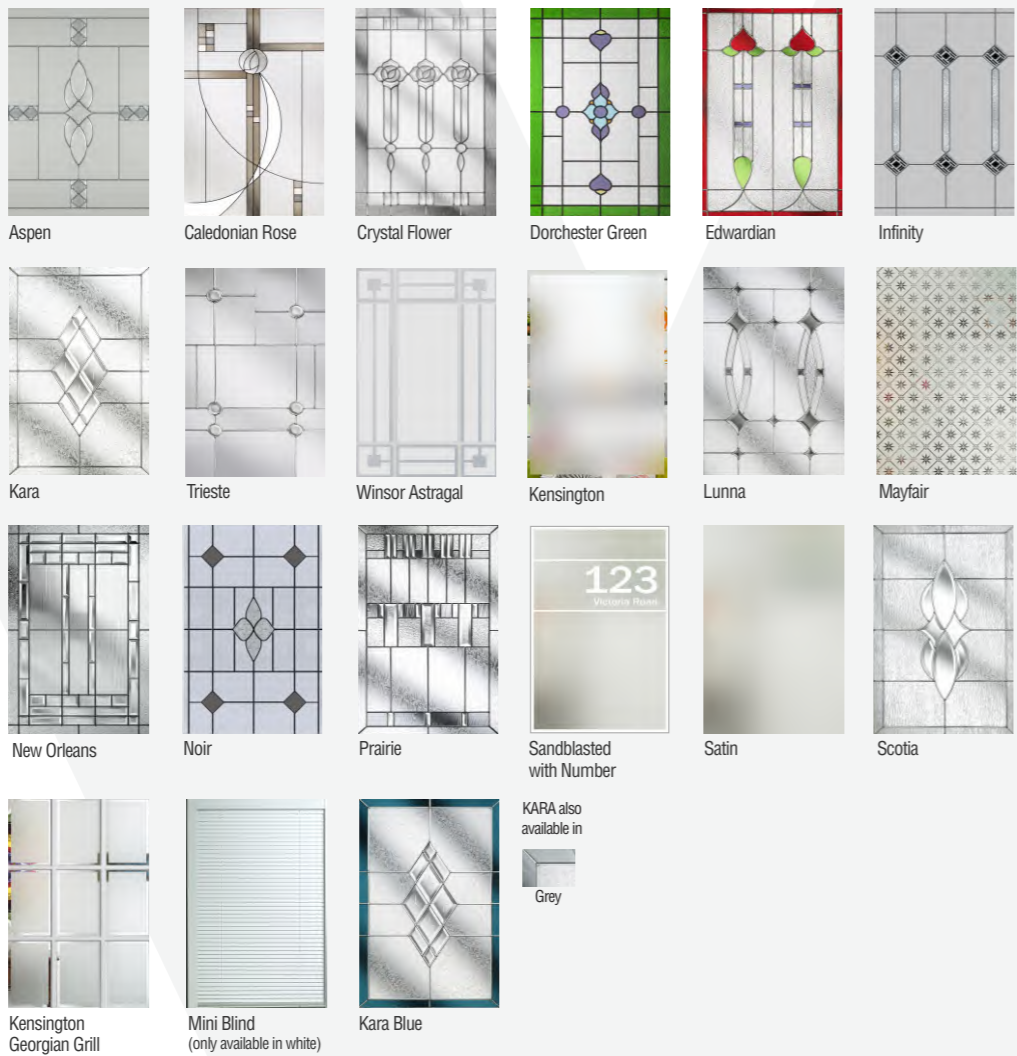 Aspen
Caledonian Rose
Crystal Flower
Dorchester Green
Edwardian
Infinity
Kara
Trieste
Winsor Astragal
Kensington
Lunna
Mayfair
123
Victoria Road
New Orleans
Noir
Prairie
Sandblasted
with Number
Satin
Scotia
KARA also
available in
Grey
Kensington
Georgian Grill
Mini Blind
(only available in white)
Kara Blue